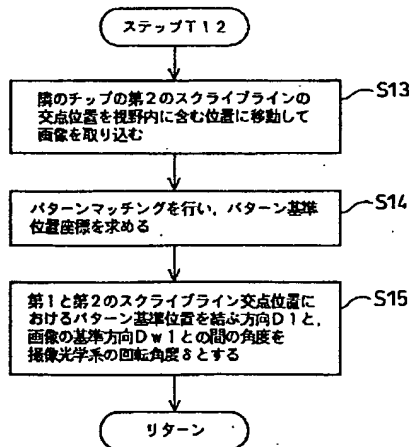 ステップT12
隣のチップの第2のスクライブラインの
交点位置を視野内に含む位置に移動して
画像を取り込む
S13
パターンマッチングを行い，パターン基準
位置座標を求める
S14
第1と第2のスクライブライン交点位置に
おけるパターン基準位置を結ぶ方向D1と，
画像の基準方向Dw1との間の角度を
撮像光学系の回転角度δとする
S15
リターン